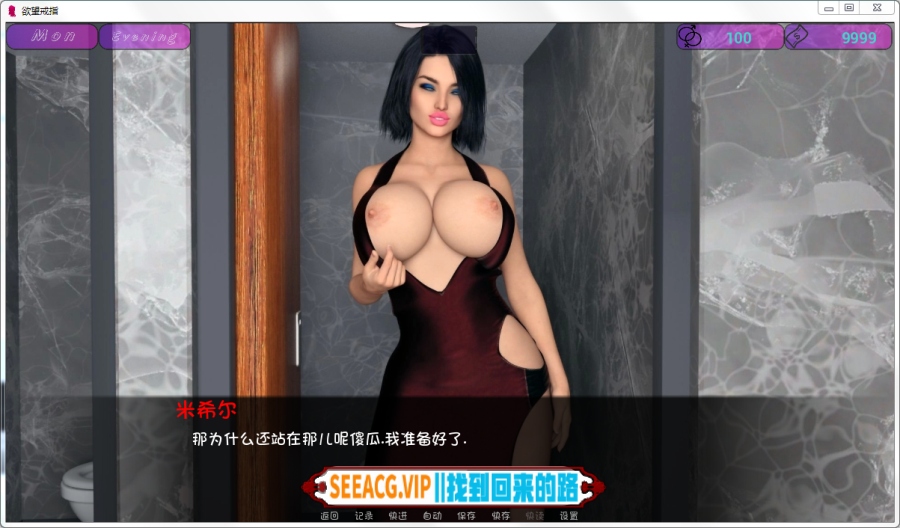 欲望戒指
Mon
Evening
100
9999
米希尔
那为什么还站在那儿呢傻瓜.我准备好了.
SEEACG.VIP||找到回来的路
返回 记录 快进 自动 保存 快存 快读 设置